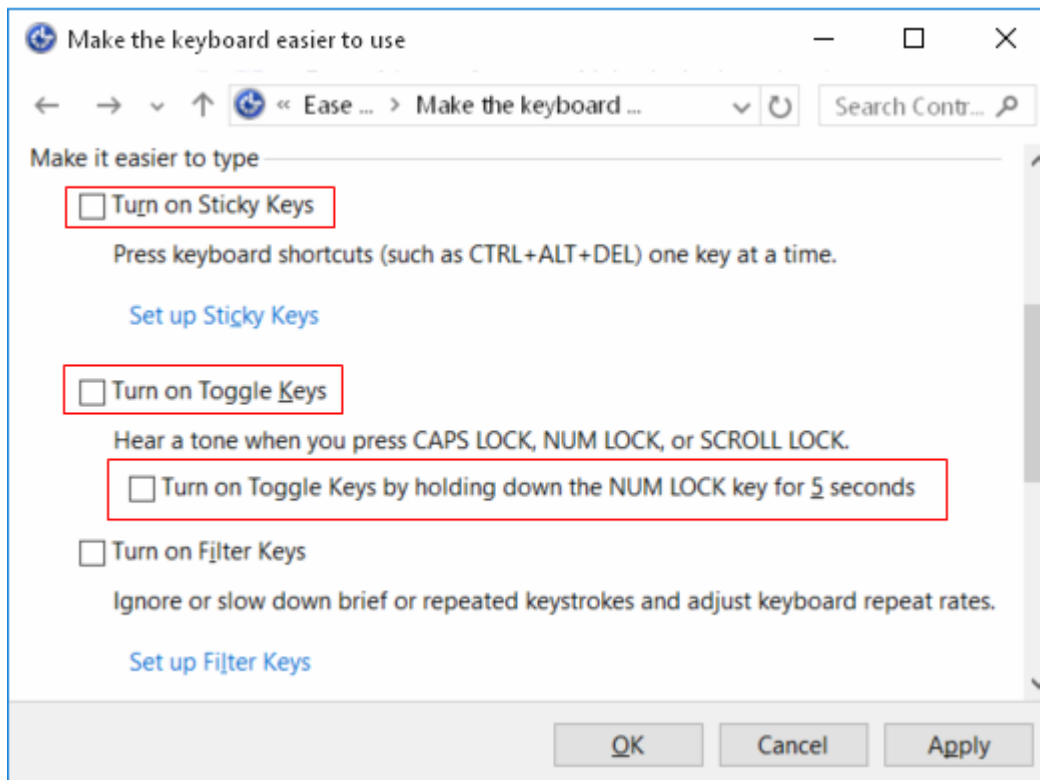 Make the keyboard easier to use
« Ease ... > Make the keyboard ... Search Contr...
Make it easier to type
Turn on Sticky Keys
Press keyboard shortcuts (such as CTRL+ALT+DEL) one key at a time.
Set up Sticky Keys
Turn on Toggle Keys
Hear a tone when you press CAPS LOCK, NUM LOCK, or SCROLL LOCK.
Turn on Toggle Keys by holding down the NUM LOCK key for 5 seconds
Turn on Filter Keys
Ignore or slow down brief or repeated keystrokes and adjust keyboard repeat rates.
Set up Filter Keys
OK Cancel Apply